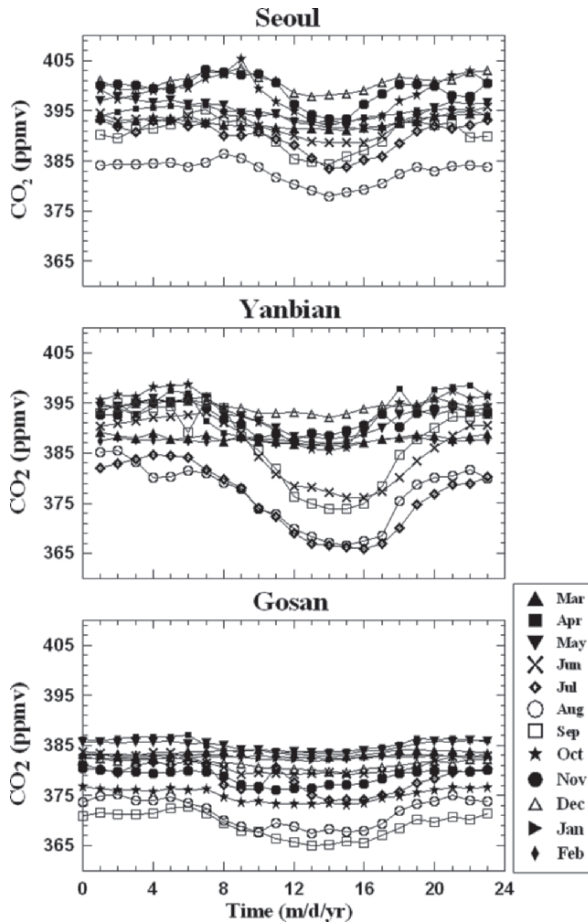 Seoul
405
395
385
375
365
CO2 (ppmv)
Yanbian
405
395
385
375
365
CO2 (ppmv)
Gosan
405
395
385
375
365
CO2 (ppmv)
0 4 8 12 16 20 24
Time (m/d/yr)
Mar
Apr
May
Jun
Jul
Aug
Sep
Oct
Nov
Dec
Jan
Feb